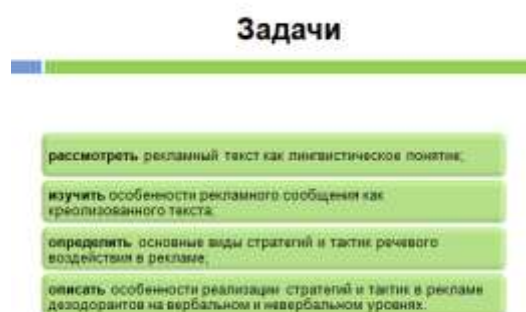 Задачи
рассмотреть рекламный текст как лингвистическое понятие;
изучить особенности рекламного сообщения как
креолизованного текста;
определить основные виды стратегий и тактик речевого
воздействия в рекламе;
описать особенности реализации стратегий и тактик в рекламе
дезодорантов на вербальном и невербальном уровнях.